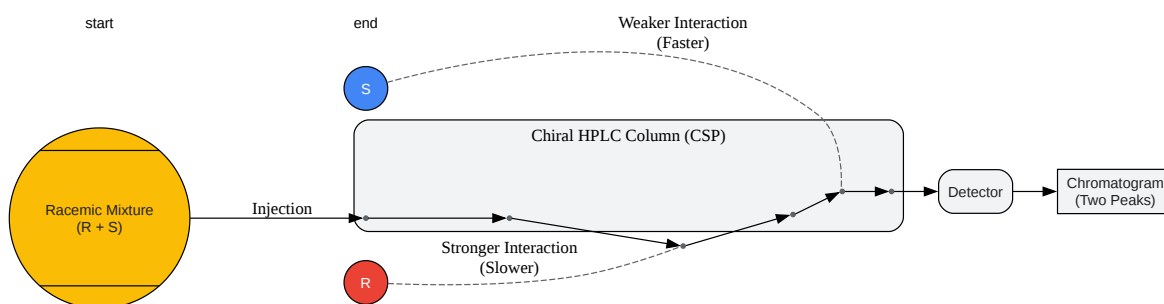 start
end
Weaker Interaction
(Faster)
S
Chiral HPLC Column (CSP)
Racemic Mixture
(R + S)
Injection
Detector
Chromatogram
(Two Peaks)
Stronger Interaction
(Slower)
R